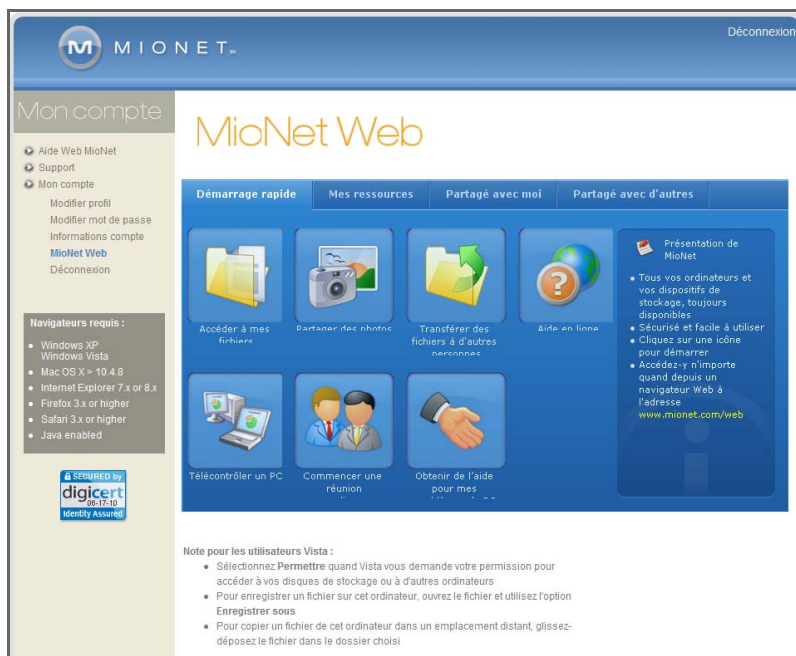 Déconnexion
M MIONET
Mon compte
Aide Web MioNet
Support
Mon compte
Modifier profil
Modifier mot de passe
Informations compte
MioNet Web
Déconnexion
Navigateurs requis :
Windows XP
Windows Vista
Mac OS X > 10.4.8
Internet Explorer 7.x or 8.x
Firefox 3.x or higher
Safari 3.x or higher
Java enabled
SECURED by
digicert
06-17-10
Identity Assured
MioNet Web
Démarrage rapide
Mes ressources
Partagé avec moi
Partagé avec d'autres
Accéder à mes
fichiers
Partager des photos
Transférer des
fichiers à d'autres
personnes
Aide en ligne
Télécontrôler un PC
Commencer une
réunion
Obtenir de l'aide
pour mes
Présentation de
MioNet
• Tous vos ordinateurs et
vos dispositifs de
stockage, toujours
disponibles
• Sécurisé et facile à utiliser
• Cliquez sur une icône
pour démarrer
• Accédez-y n'importe
quand depuis un
navigateur Web à
l'adresse
www.mionet.com/web
Note pour les utilisateurs Vista :
• Sélectionnez Permettre quand Vista vous demande votre permission pour
accéder à vos disques de stockage ou à d'autres ordinateurs
• Pour enregistrer un fichier sur cet ordinateur, ouvrez le fichier et utilisez l'option
Enregistrer sous
• Pour copier un fichier de cet ordinateur dans un emplacement distant, glissez-
déposez le fichier dans le dossier choisi